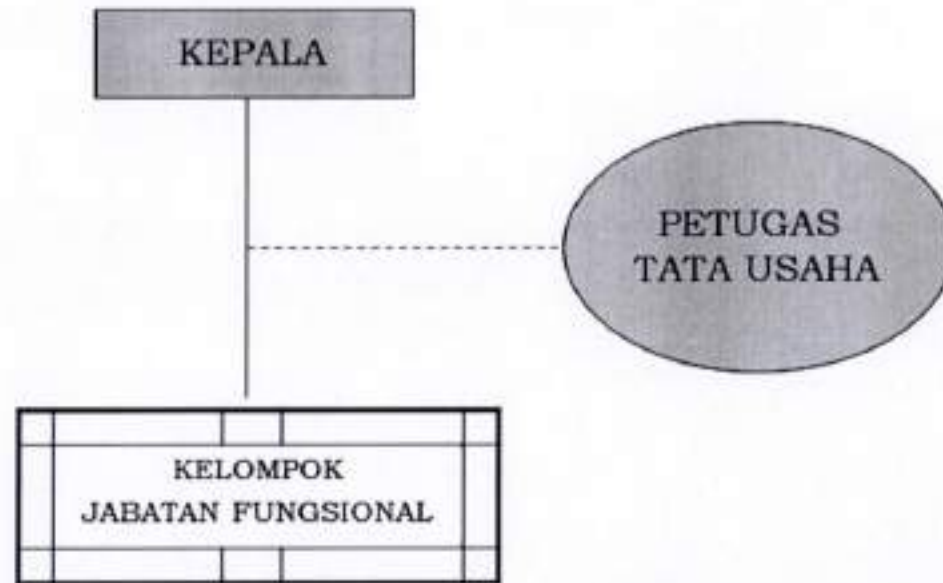 KEPALA
PETUGAS
TATA USAHA
KELOMPOK
JABATAN FUNGSIONAL